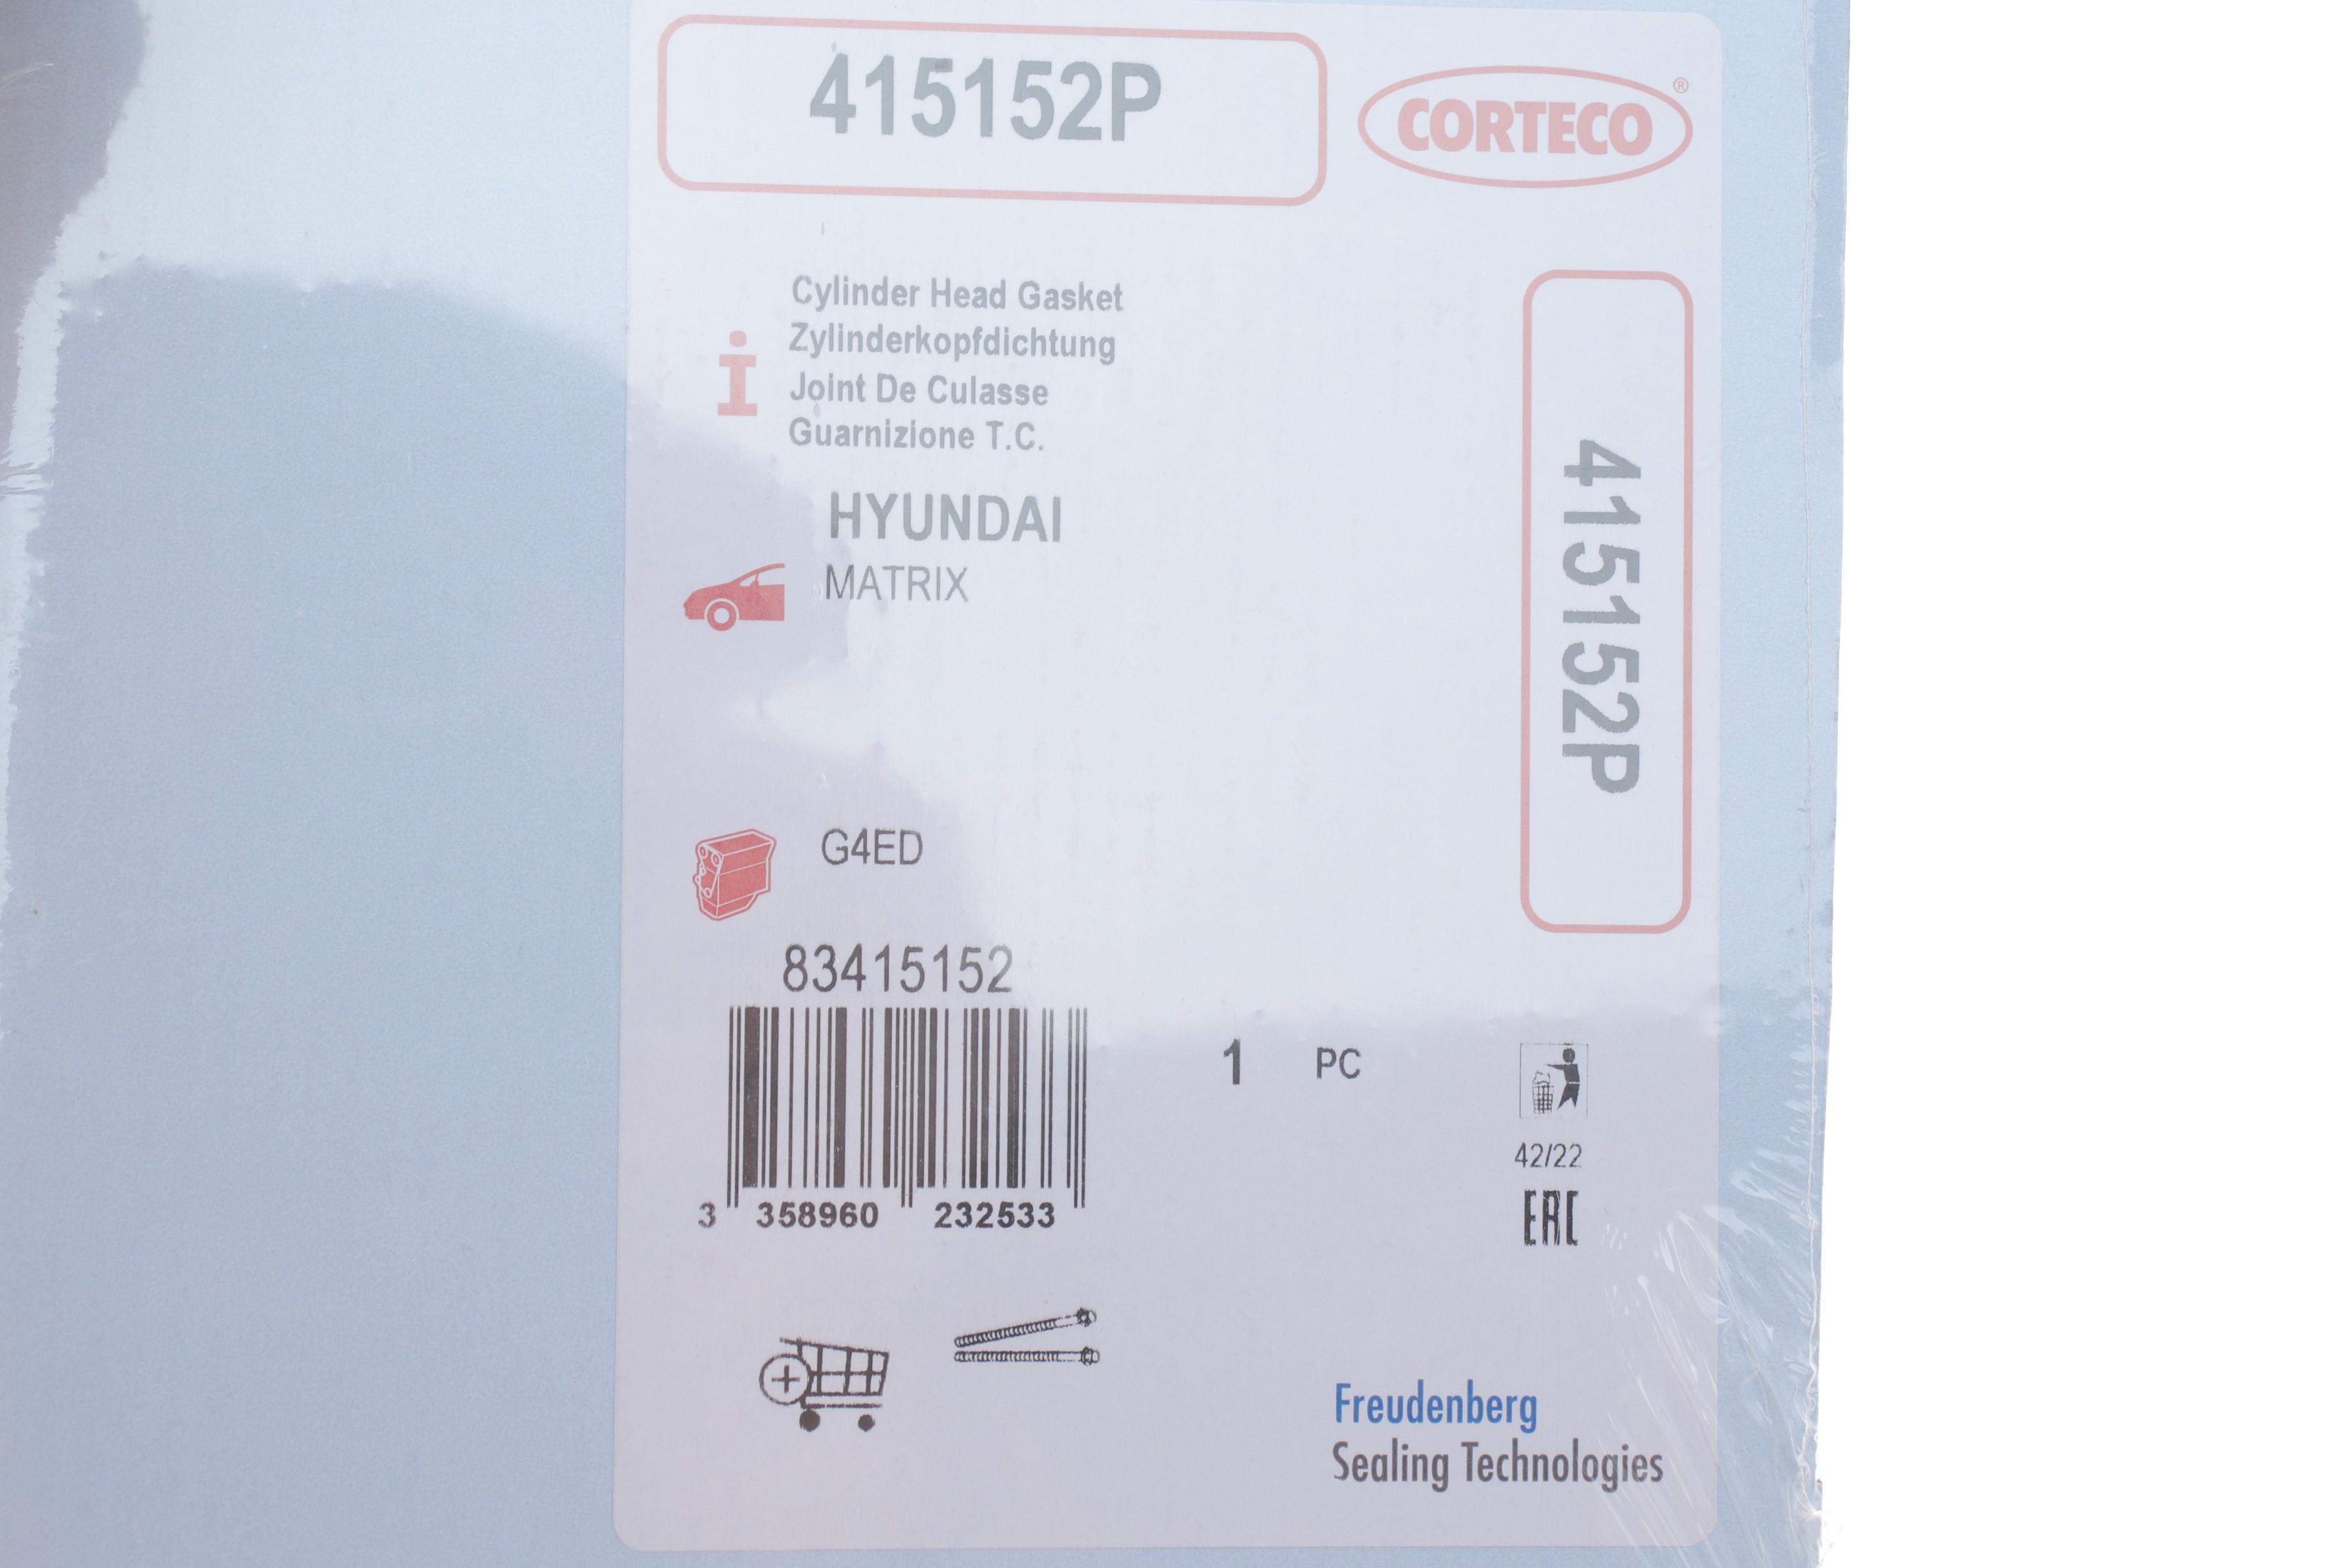 415152P
CORTECO®
Cylinder Head Gasket
Zylinderkopfdichtung
Joint De Culasse
Guarnizione T.C.
HYUNDAI
MATRIX
415152P
G4ED
83415152
3 358960 232533
1 PC
42/22
EAC
Freudenberg
Sealing Technologies